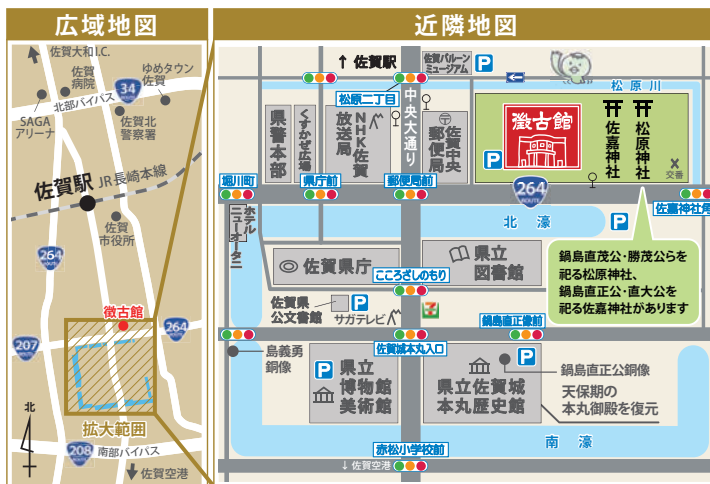 広域地図
佐賀大和I.C.
佐賀
病院
ゆめタウン
佐賀
34
ROUTE
北部バイパス
SAGA
アリーナ
佐賀北
警察署
佐賀駅
JR長崎本線
佐賀
市役所
264
ROUTE
徴古館
264
ROUTE
207
ROUTE
北
拡大範囲
208
ROUTE
南部バイパス
佐賀空港
近隣地図
↑ 佐賀駅
佐賀バルーン
ミュージアム
P
松原川
松原二丁目
中央大通り
県警本部
くすかぜ広場
NHK佐賀
放送局
佐賀中央
郵便局
P
徴古館
佐嘉神社
松原神社
交番
堀川町
県庁前
郵便局前
264
ROUTE
佐嘉神社角
ホテル
ニューオータニ
北 濠
P
佐賀県庁
県立
図書館
鍋島直茂公・勝茂公らを
祀る松原神社、
鍋島直正公・直大公を
祀る佐嘉神社があります
こころざしのもり
佐賀県
公文書館
P
サガテレビ
7
鍋島直正像前
佐賀城本丸入口
島義勇
銅像
P
県立
博物館
美術館
P
県立佐賀城
本丸歴史館
鍋島直正公銅像
天保期の
本丸御殿を復元
赤松小学校前
南 濠
↓佐賀空港